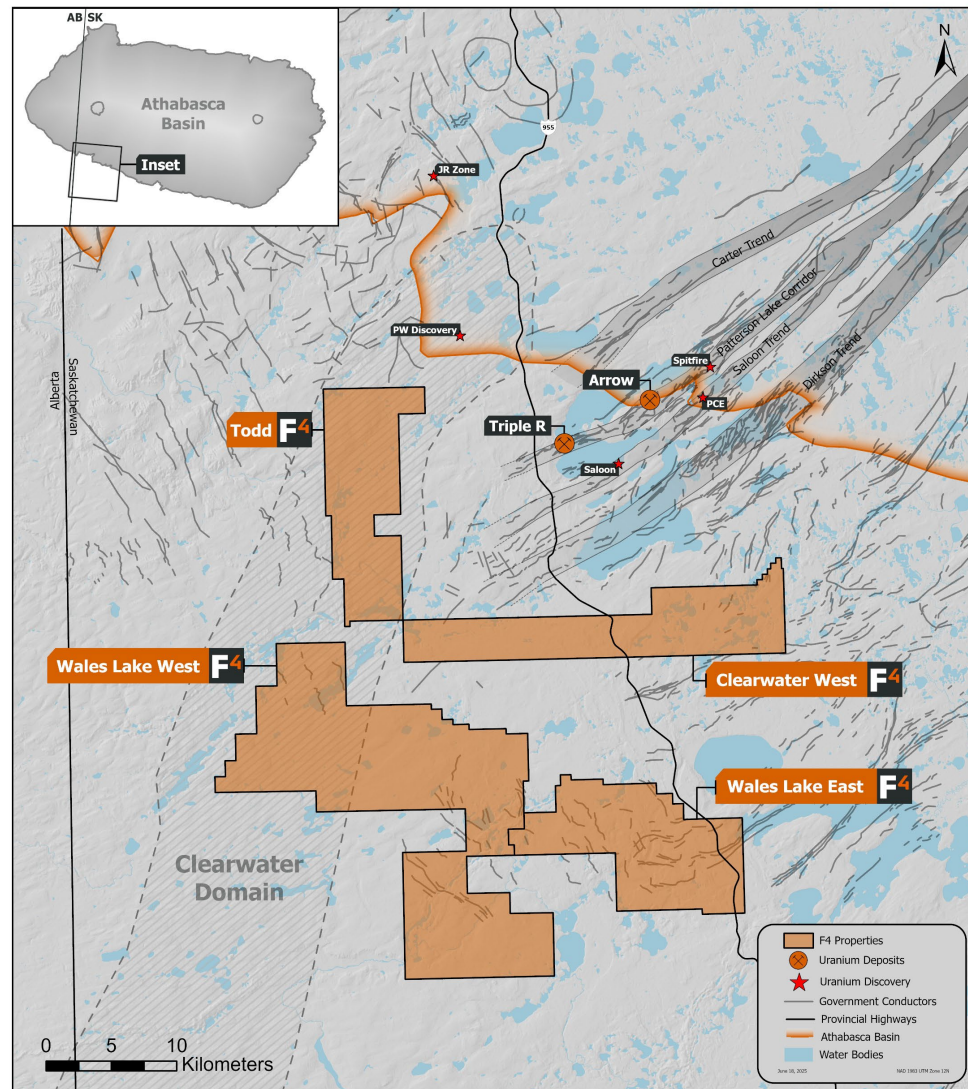 AB SK
Athabasca
Basin
Inset
N
955
JR Zone
Carter Trend
Patterson Lake Corridor
Saloon Trend
Dirkson Trend
PW Discovery
Spitfire
Arrow
PCE
Triple R
Saloon
Alberta
Saskatchewan
Todd F4
Wales Lake West F4
Clearwater West F4
Wales Lake East F4
Clearwater
Domain
0 5 10
Kilometers
F4 Properties
Uranium Deposits
Uranium Discovery
Government Conductors
Provincial Highways
Athabasca Basin
Water Bodies
June 18, 2025
NAD 1983 UTM Zone 12N